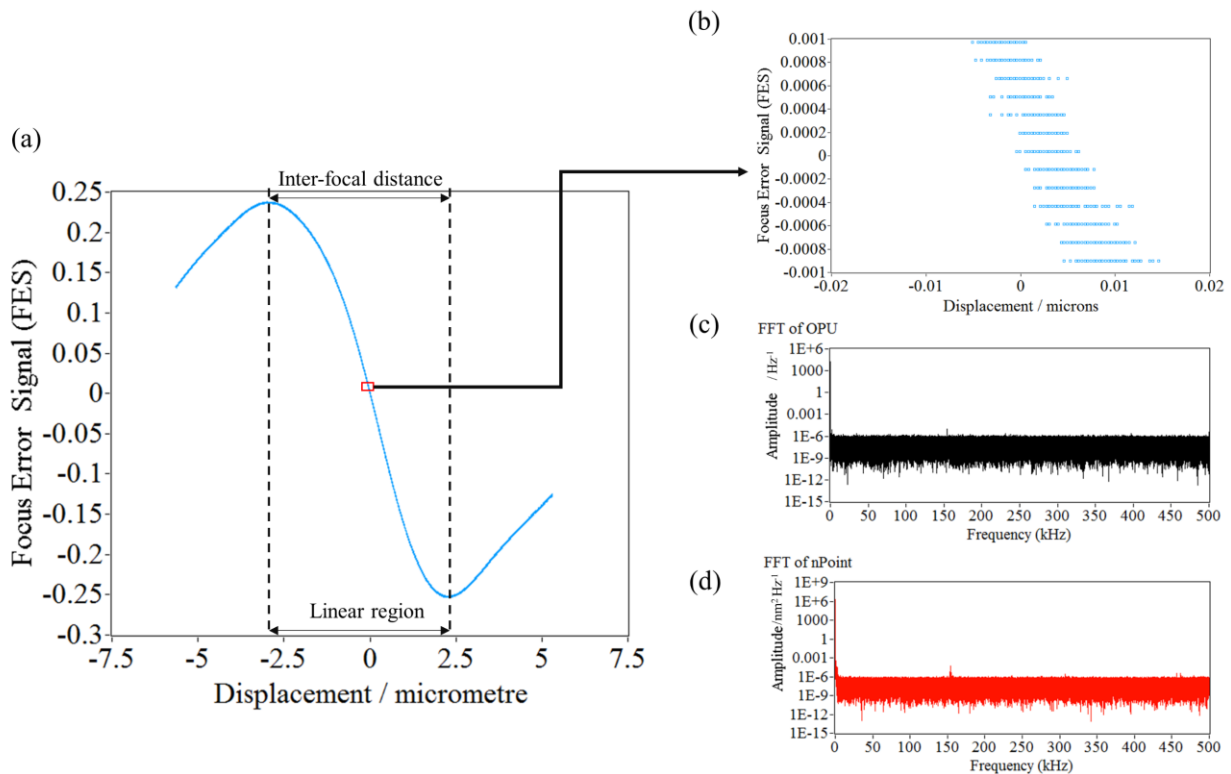 (a)
Inter-focal distance
Linear region
Focus Error Signal (FES)
0.25
0.2
0.15
0.1
0.05
0
-0.05
-0.1
-0.15
-0.2
-0.25
-0.3
-7.5 -5 -2.5 0 2.5 5 7.5
Displacement / micrometre
(b)
Focus Error Signal (FES)
0.001
0.0008
0.0006
0.0004
0.0002
0
-0.0002
-0.0004
-0.0006
-0.0008
-0.001
-0.02 -0.01 0 0.01 0.02
Displacement / microns
(c)
FFT of OPU
Amplitude / Hz⁻¹
1E+6
1000
1
0.001
1E-6
1E-9
1E-12
1E-15
0 50 100 150 200 250 300 350 400 450 500
Frequency (kHz)
(d)
FFT of nPoint
Amplitude/nm² Hz⁻¹
1E+9
1E+6
1000
1
0.001
1E-6
1E-9
1E-12
1E-15
0 50 100 150 200 250 300 350 400 450 500
Frequency (kHz)